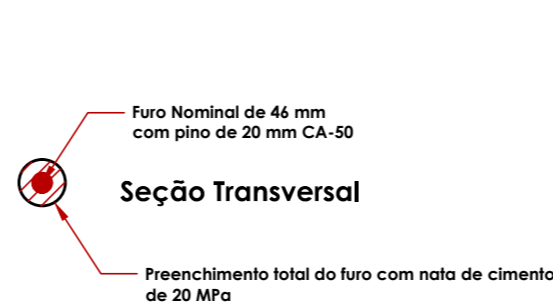 Furo Nominal de 46 mm
com pino de 20 mm CA-50
Seção Transversal
Preenchimento total do furo com nata de cimento
de 20 MPa